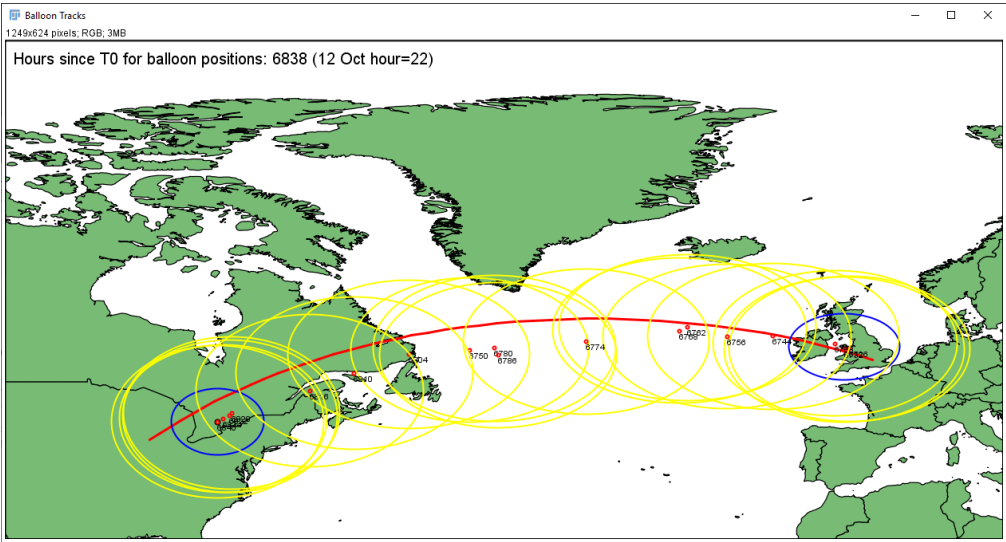 Balloon Tracks
1249x624 pixels; RGB; 3MB
Hours since T0 for balloon positions: 6838 (12 Oct hour=22)
6762
6768
6756
6744
6774
6780
6786
6750